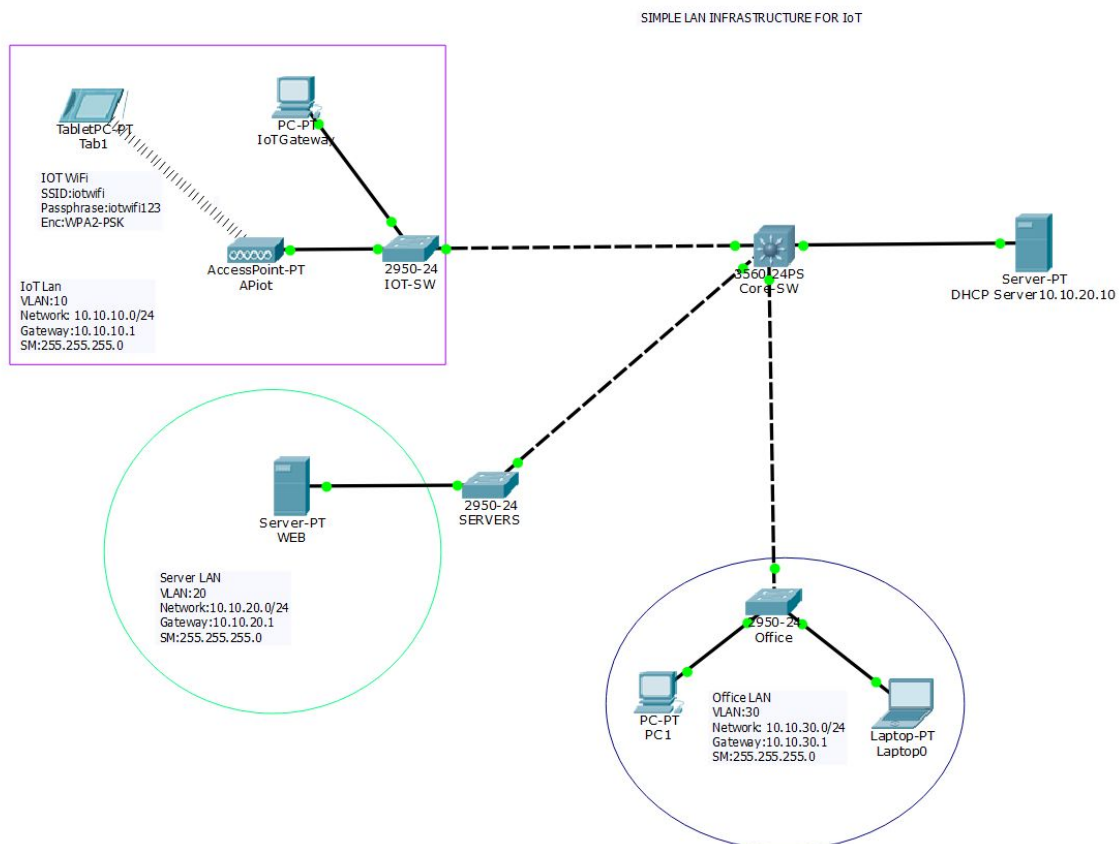 SIMPLE LAN INFRASTRUCTURE FOR IoT
TabletPC-PT
Tab1
PC-PT
IoTGateway
IOT WiFi
SSID:iotwifi
Passphrase:iotwifi123
Enc:WPA2-PSK
AccessPoint-PT
APiot
2950-24
IOT-SW
3560-24PS
Core-SW
Server-PT
DHCP Server10.10.20.10
IoT Lan
VLAN:10
Network: 10.10.10.0/24
Gateway:10.10.10.1
SM:255.255.255.0
Server-PT
WEB
2950-24
SERVERS
Server LAN
VLAN:20
Network:10.10.20.0/24
Gateway:10.10.20.1
SM:255.255.255.0
2950-24
Office
PC-PT
PC1
Office LAN
VLAN:30
Network: 10.10.30.0/24
Gateway:10.10.30.1
SM:255.255.255.0
Laptop-PT
Laptop0